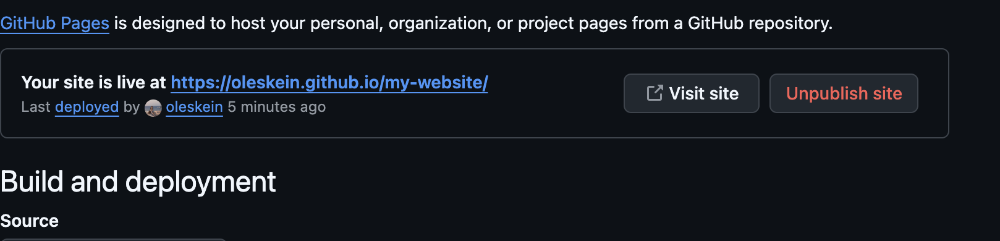 GitHub Pages is designed to host your personal, organization, or project pages from a GitHub repository.
Your site is live at https://oleskein.github.io/my-website/
Last deployed by oleskein 5 minutes ago
Visit site
Unpublish site
Build and deployment
Source